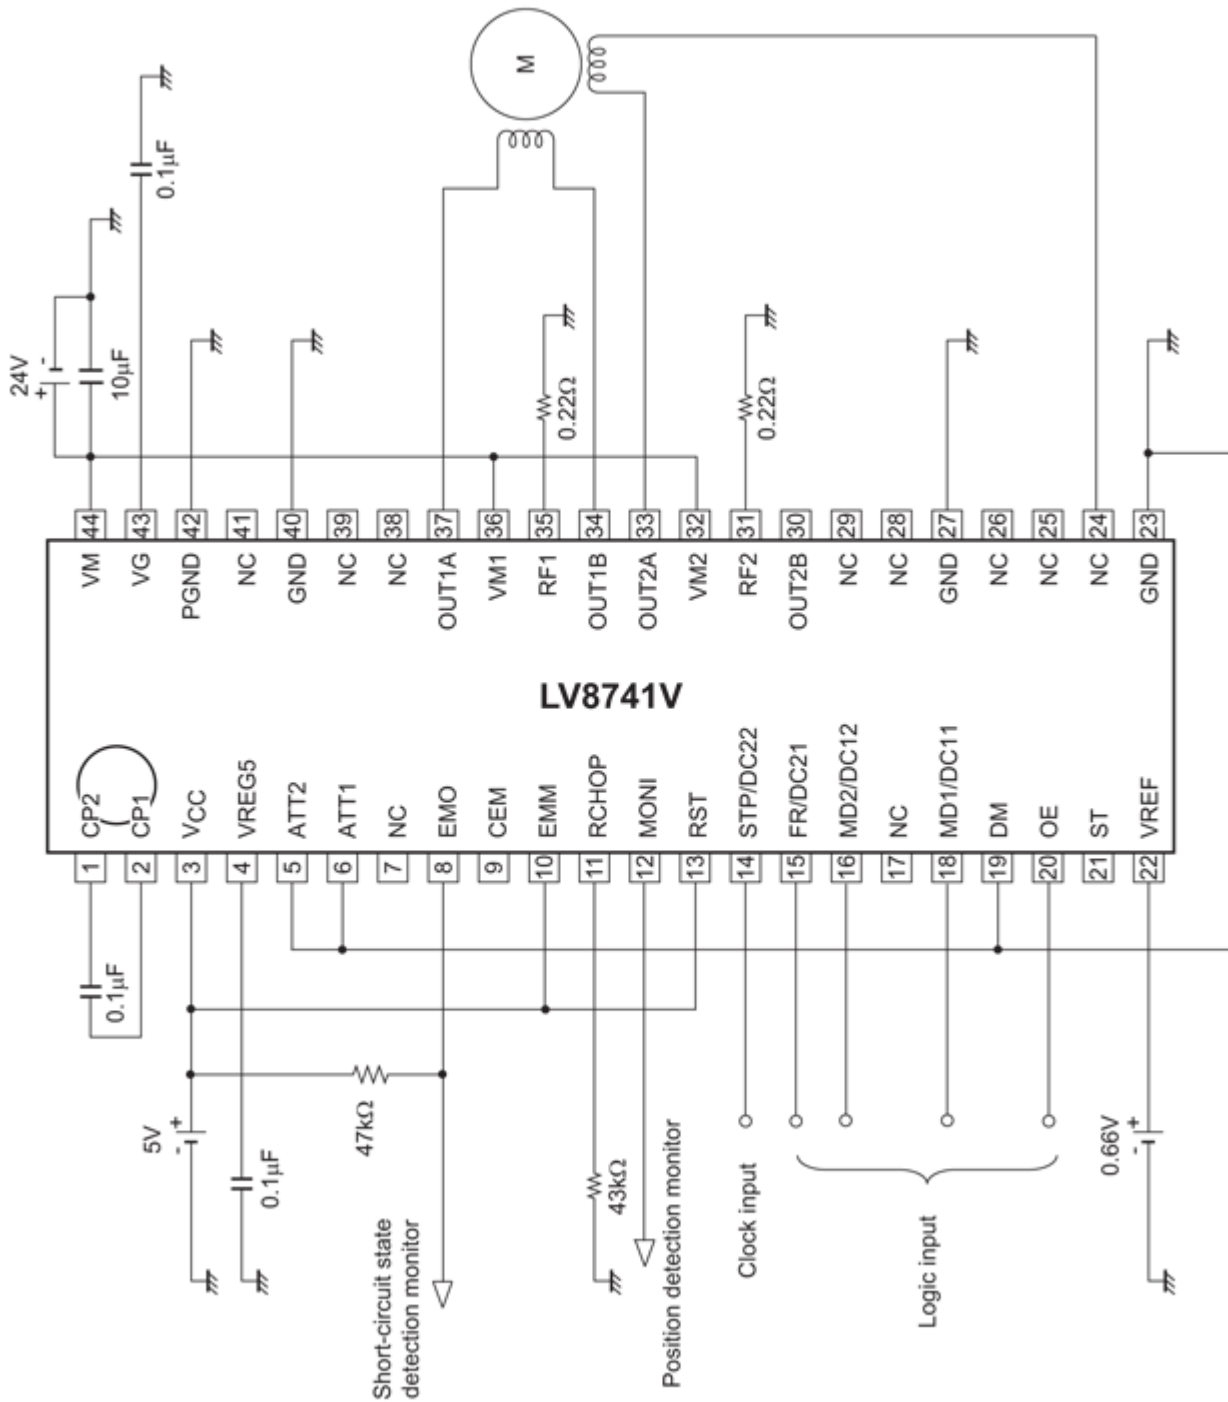 24V
+ -
10μF
0.1μF
M
0.22Ω
0.22Ω
44
43
42
41
40
39
38
37
36
35
34
33
32
31
30
29
28
27
26
25
24
23
VM
VG
PGND
NC
GND
NC
NC
OUT1A
VM1
RF1
OUT1B
OUT2A
VM2
RF2
OUT2B
NC
NC
GND
NC
NC
NC
GND
LV8741V
CP2
CP1
VCC
VREG5
ATT2
ATT1
NC
EMO
CEM
EMM
RCHOP
MONI
RST
STP/DC22
FR/DC21
MD2/DC12
NC
MD1/DC11
DM
OE
ST
VREF
1
2
3
4
5
6
7
8
9
10
11
12
13
14
15
16
17
18
19
20
21
22
0.1μF
5V
- +
0.1μF
47kΩ
43kΩ
0.66V
- +
Short-circuit state
detection monitor
Position detection monitor
Clock input
Logic input